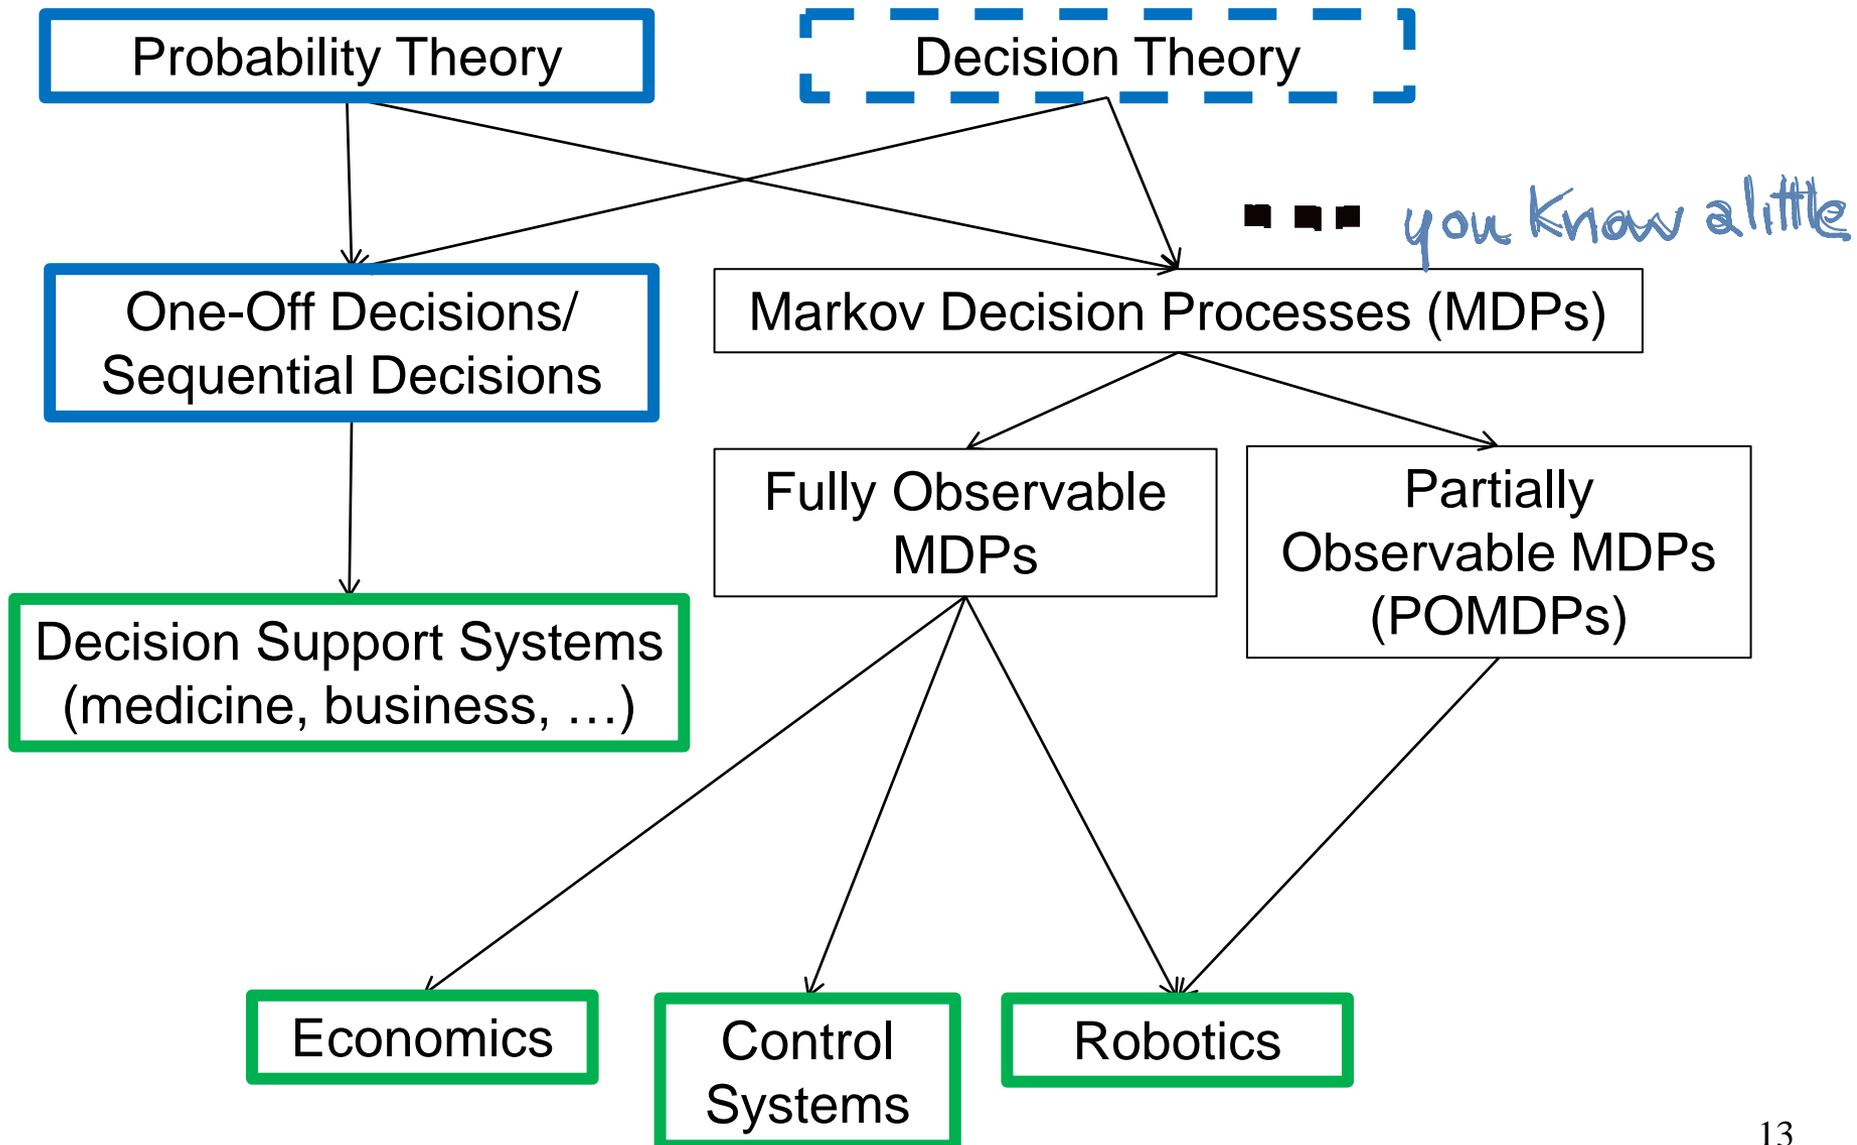 Probability Theory
Decision Theory
you know a little
One-Off Decisions/
Sequential Decisions
Markov Decision Processes (MDPs)
Fully Observable
MDPs
Partially
Observable MDPs
(POMDPs)
Decision Support Systems
(medicine, business, …)
Economics
Control
Systems
Robotics
13